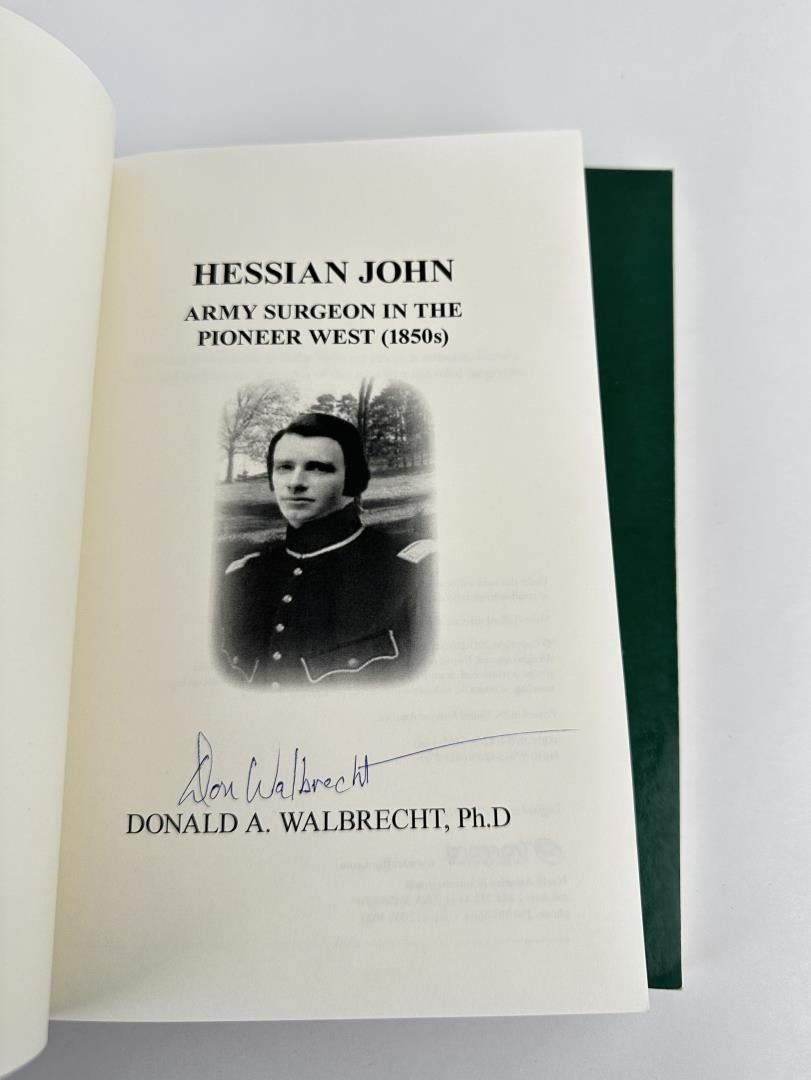 HESSIAN JOHN
ARMY SURGEON IN THE
PIONEER WEST (1850s)
Don Walbrecht
DONALD A. WALBRECHT, Ph.D